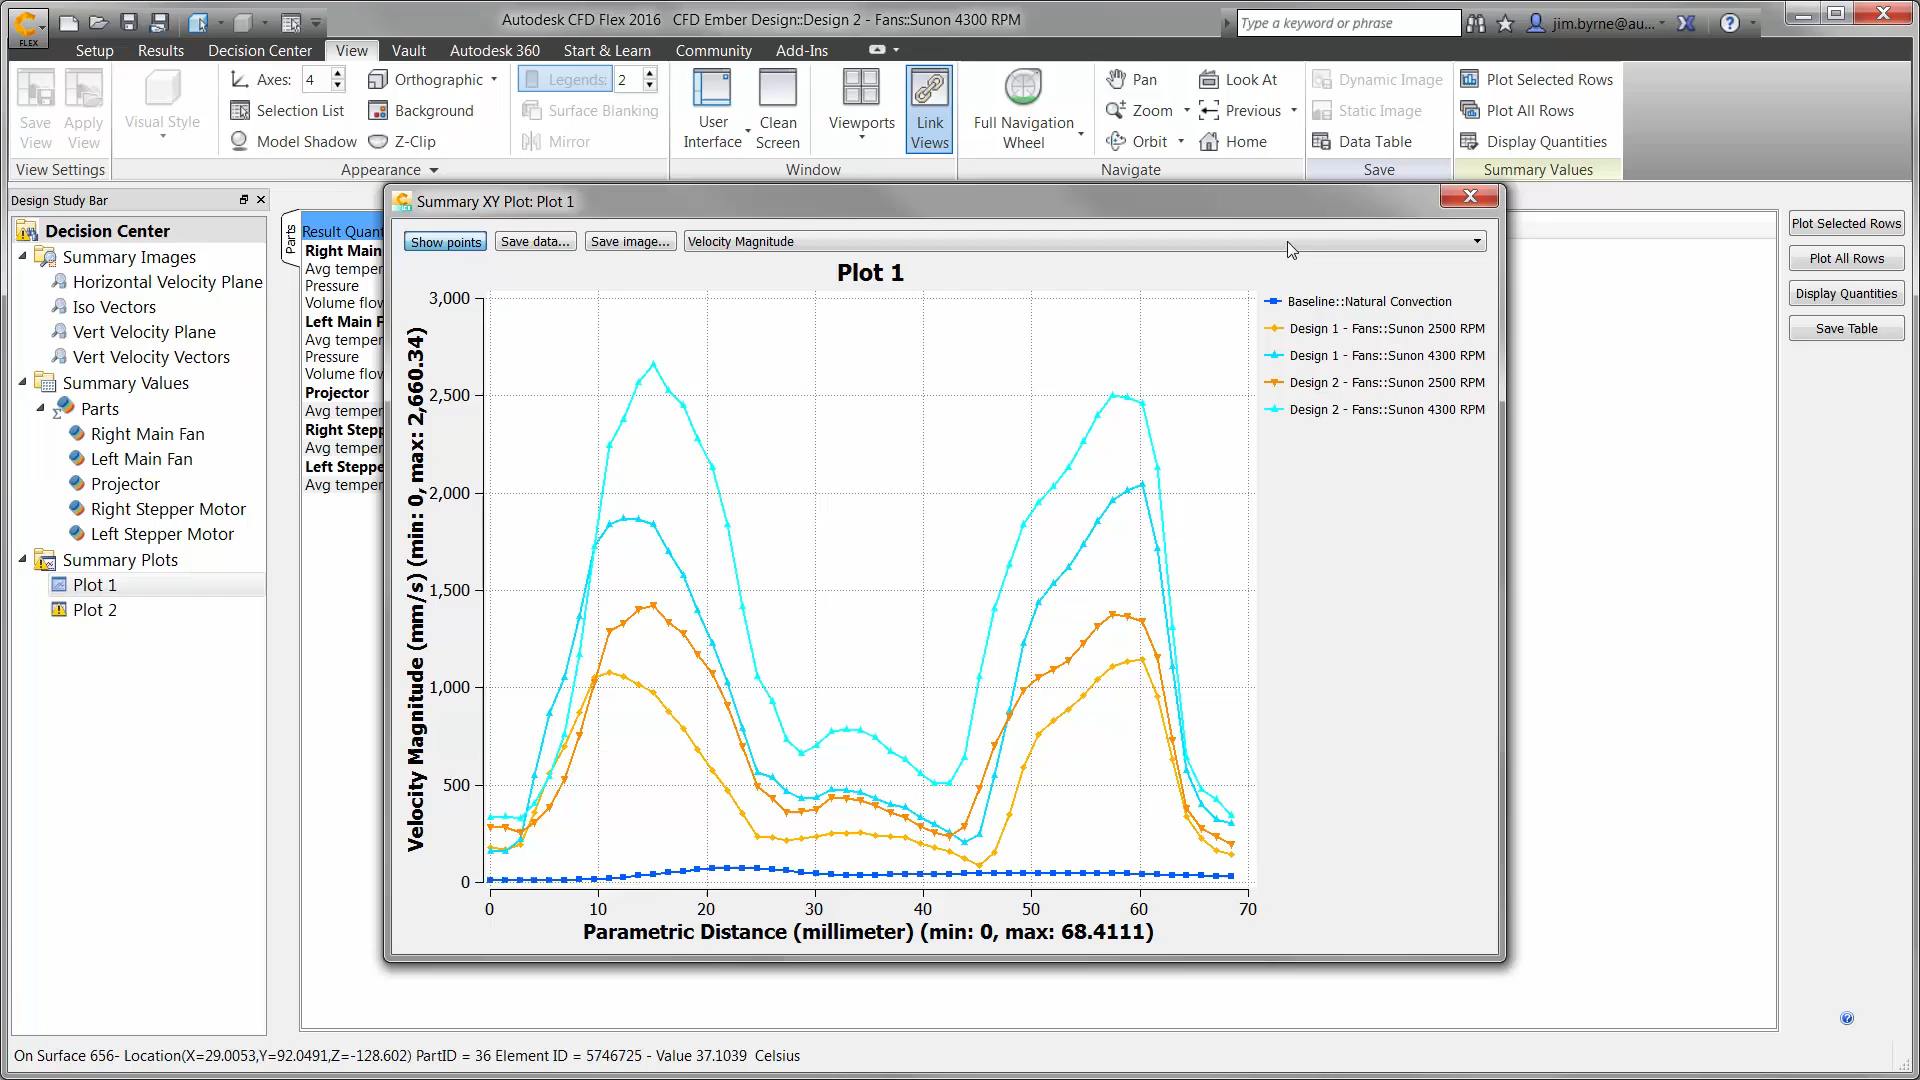 FLEX
Autodesk CFD Flex 2016 CFD Ember Design::Design 2 - Fans::Sunon 4300 RPM
Type a keyword or phrase
jim.byrne@au...
Setup Results Decision Center View Vault Autodesk 360 Start & Learn Community Add-Ins
Save View
Apply View
View Settings
Visual Style
Axes: 4
Selection List
Model Shadow
Orthographic
Background
Z-Clip
Legends: 2
Surface Blanking
Mirror
Appearance
User Interface
Clean Screen
Viewports
Link Views
Window
Full Navigation Wheel
Pan
Zoom
Orbit
Look At
Previous
Home
Navigate
Dynamic Image
Static Image
Data Table
Save
Plot Selected Rows
Plot All Rows
Display Quantities
Summary Values
Design Study Bar
Decision Center
Summary Images
Horizontal Velocity Plane
Iso Vectors
Vert Velocity Plane
Vert Velocity Vectors
Summary Values
Parts
Right Main Fan
Left Main Fan
Projector
Right Stepper Motor
Left Stepper Motor
Summary Plots
Plot 1
Plot 2
Parts
Result Quant
Right Main
Avg temper
Pressure
Volume flow
Left Main F
Avg temper
Pressure
Volume flow
Projector
Avg temper
Right Stepp
Avg temper
Left Steppe
Avg temper
Summary XY Plot: Plot 1
Show points Save data... Save image... Velocity Magnitude
Plot 1
Velocity Magnitude (mm/s) (min: 0, max: 2,660.34)
3,000
2,500
2,000
1,500
1,000
500
0
0 10 20 30 40 50 60 70
Parametric Distance (millimeter) (min: 0, max: 68.4111)
Baseline::Natural Convection
Design 1 - Fans::Sunon 2500 RPM
Design 1 - Fans::Sunon 4300 RPM
Design 2 - Fans::Sunon 2500 RPM
Design 2 - Fans::Sunon 4300 RPM
Plot Selected Rows
Plot All Rows
Display Quantities
Save Table
On Surface 656- Location(X=29.0053,Y=92.0491,Z=-128.602) PartID = 36 Element ID = 5746725 - Value 37.1039 Celsius